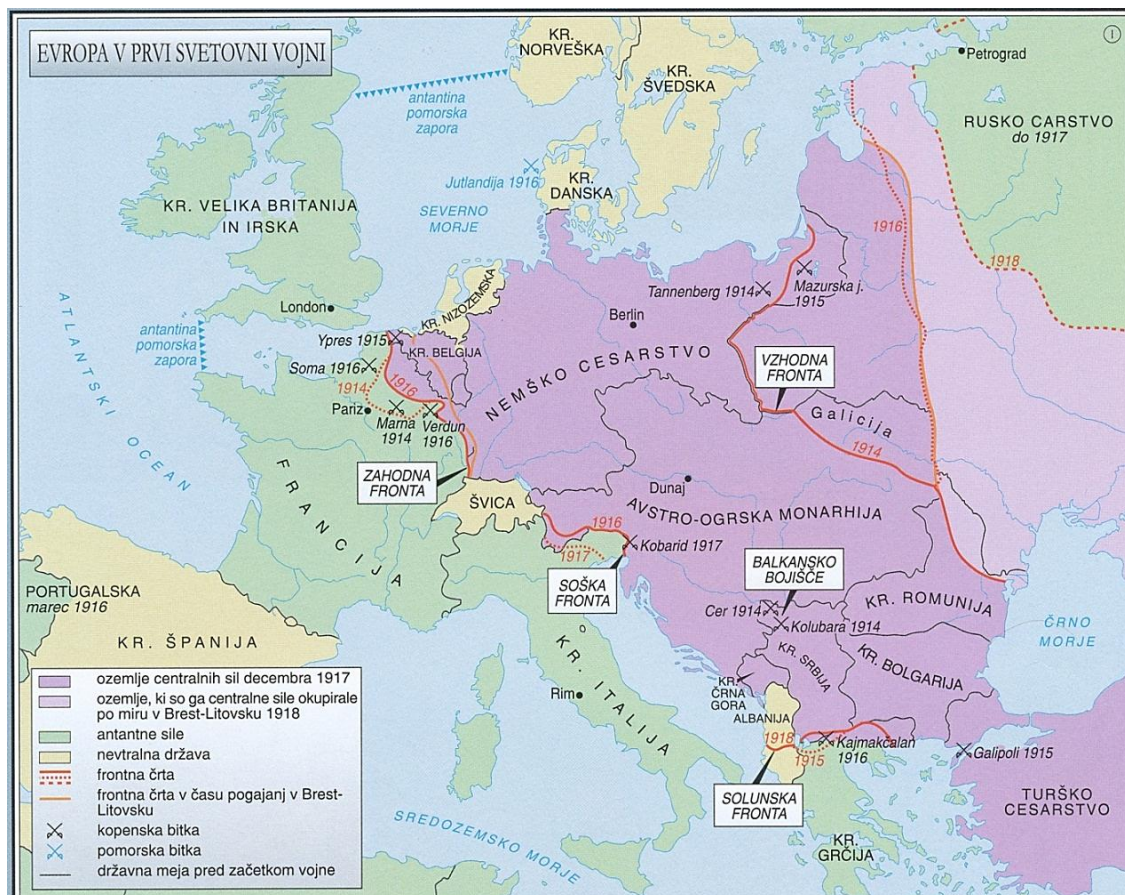 EVROPA V PRVI SVETOVNI VOJNI
1
KR.
NORVEŠKA
KR.
ŠVEDSKA
Petrograd
RUSKO CARSTVO
do 1917
antantina
pomorska
zapora
Jutlandija 1916
KR.
DANSKA
SEVERNO
MORJE
KR. VELIKA BRITANIJA
IN IRSKA
1916
1918
ATLANTSKI OCEAN
London
antantina
pomorska
zapora
KR. NIZOZEMSKA
Tannenberg 1914
Mazurska j.
1915
Berlin
Ypres 1915
KR. BELGIJA
Soma 1916
1914
1916
Pariz
Marna
1914
Verdun
1916
NEMŠKO CESARSTVO
VZHODNA
FRONTA
Galicija
1914
ZAHODNA
FRONTA
FRANCIJA
ŠVICA
Dunaj
AVSTRO-OGRSKA MONARHIJA
1916
1917
Kobarid 1917
SOŠKA
FRONTA
BALKANSKO
BOJIŠČE
Cer 1914
Kolubara 1914
KR. ROMUNIJA
ČRNO
MORJE
PORTUGALSKA
marec 1916
KR. ŠPANIJA
KR. ITALIJA
Rim
KR. SRBIJA
KR. BOLGARIJA
KR.
ČRNA
GORA
ALBANIJA
1918
1915
Kajmakčalan
1916
Galipoli 1915
SOLUNSKA
FRONTA
TURŠKO
CESARSTVO
KR.
GRČIJA
SREDOZEMSKO MORJE
ozemlje centralnih sil decembra 1917
ozemlje, ki so ga centralne sile okupirale
po miru v Brest-Litovsku 1918
antantne sile
nevtralna država
frontna črta
frontna črta v času pogajanj v Brest-
Litovsku
kopenska bitka
pomorska bitka
državna meja pred začetkom vojne